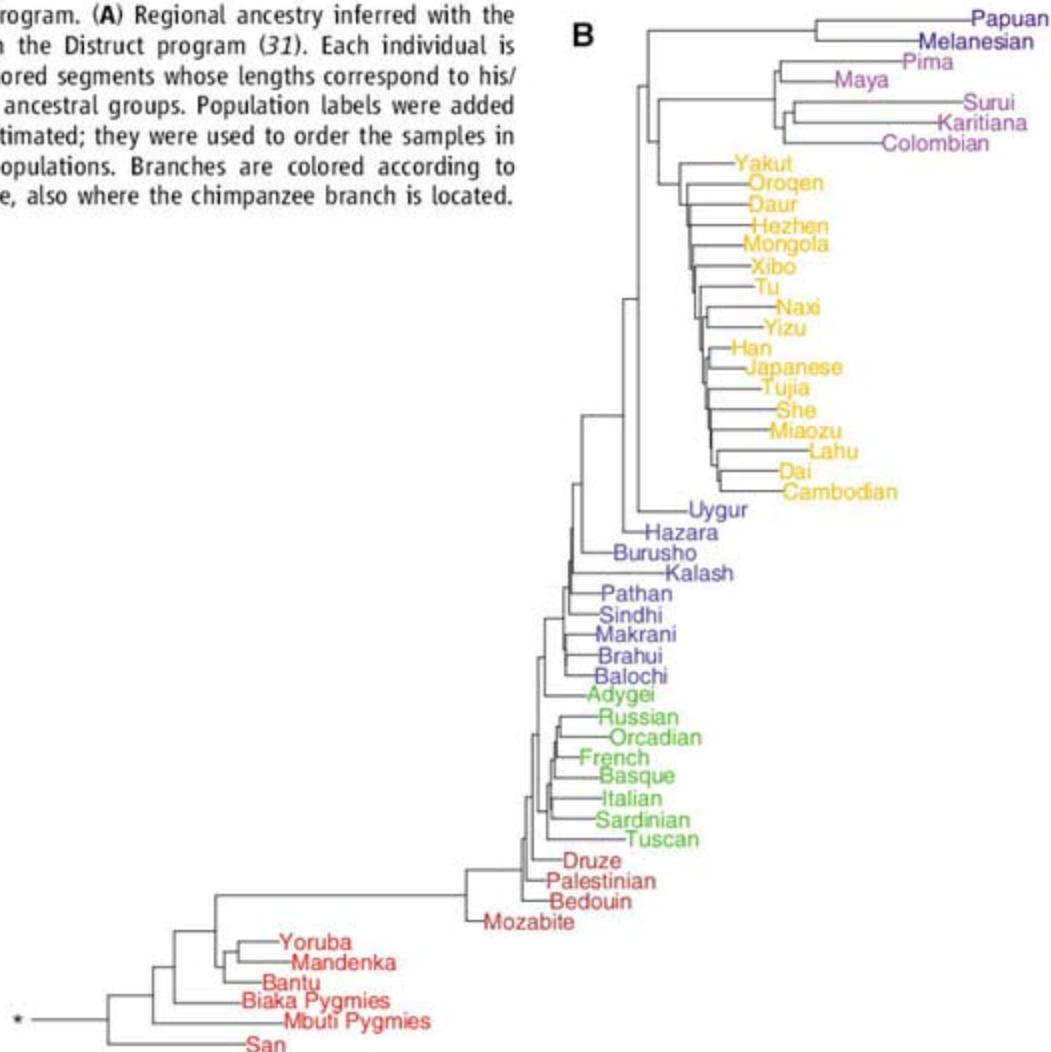 rogram. (A) Regional ancestry inferred with the
n the Distruct program (31). Each individual is
ored segments whose lengths correspond to his/
ancestral groups. Population labels were added
timated; they were used to order the samples in
opulations. Branches are colored according to
e, also where the chimpanzee branch is located.
B
Papuan
Melanesian
Pima
Maya
Surui
Karitiana
Colombian
Yakut
Oroqen
Daur
Hezhen
Mongola
Xibo
Tu
Naxi
Yizu
Han
Japanese
Tujia
She
Miaozu
Lahu
Dai
Cambodian
Uygur
Hazara
Burusho
Kalash
Pathan
Sindhi
Makrani
Brahui
Balochi
Adygei
Russian
Orcadian
French
Basque
Italian
Sardinian
Tuscan
Druze
Palestinian
Bedouin
Mozabite
Yoruba
Mandenka
Bantu
Biaka Pygmies
Mbuti Pygmies
*
San